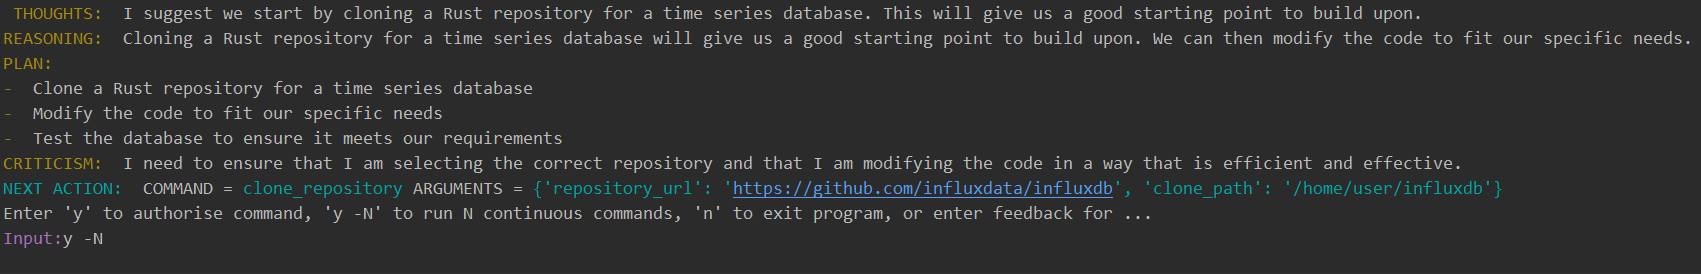 THOUGHTS:  I suggest we start by cloning a Rust repository for a time series database. This will give us a good starting point to build upon.
REASONING:  Cloning a Rust repository for a time series database will give us a good starting point to build upon. We can then modify the code to fit our specific needs.
PLAN:
-  Clone a Rust repository for a time series database
-  Modify the code to fit our specific needs
-  Test the database to ensure it meets our requirements
CRITICISM:  I need to ensure that I am selecting the correct repository and that I am modifying the code in a way that is efficient and effective.
NEXT ACTION:  COMMAND = clone_repository ARGUMENTS = {'repository_url': 'https://github.com/influxdata/influxdb', 'clone_path': '/home/user/influxdb'}
Enter 'y' to authorise command, 'y -N' to run N continuous commands, 'n' to exit program, or enter feedback for ...
Input:y -N